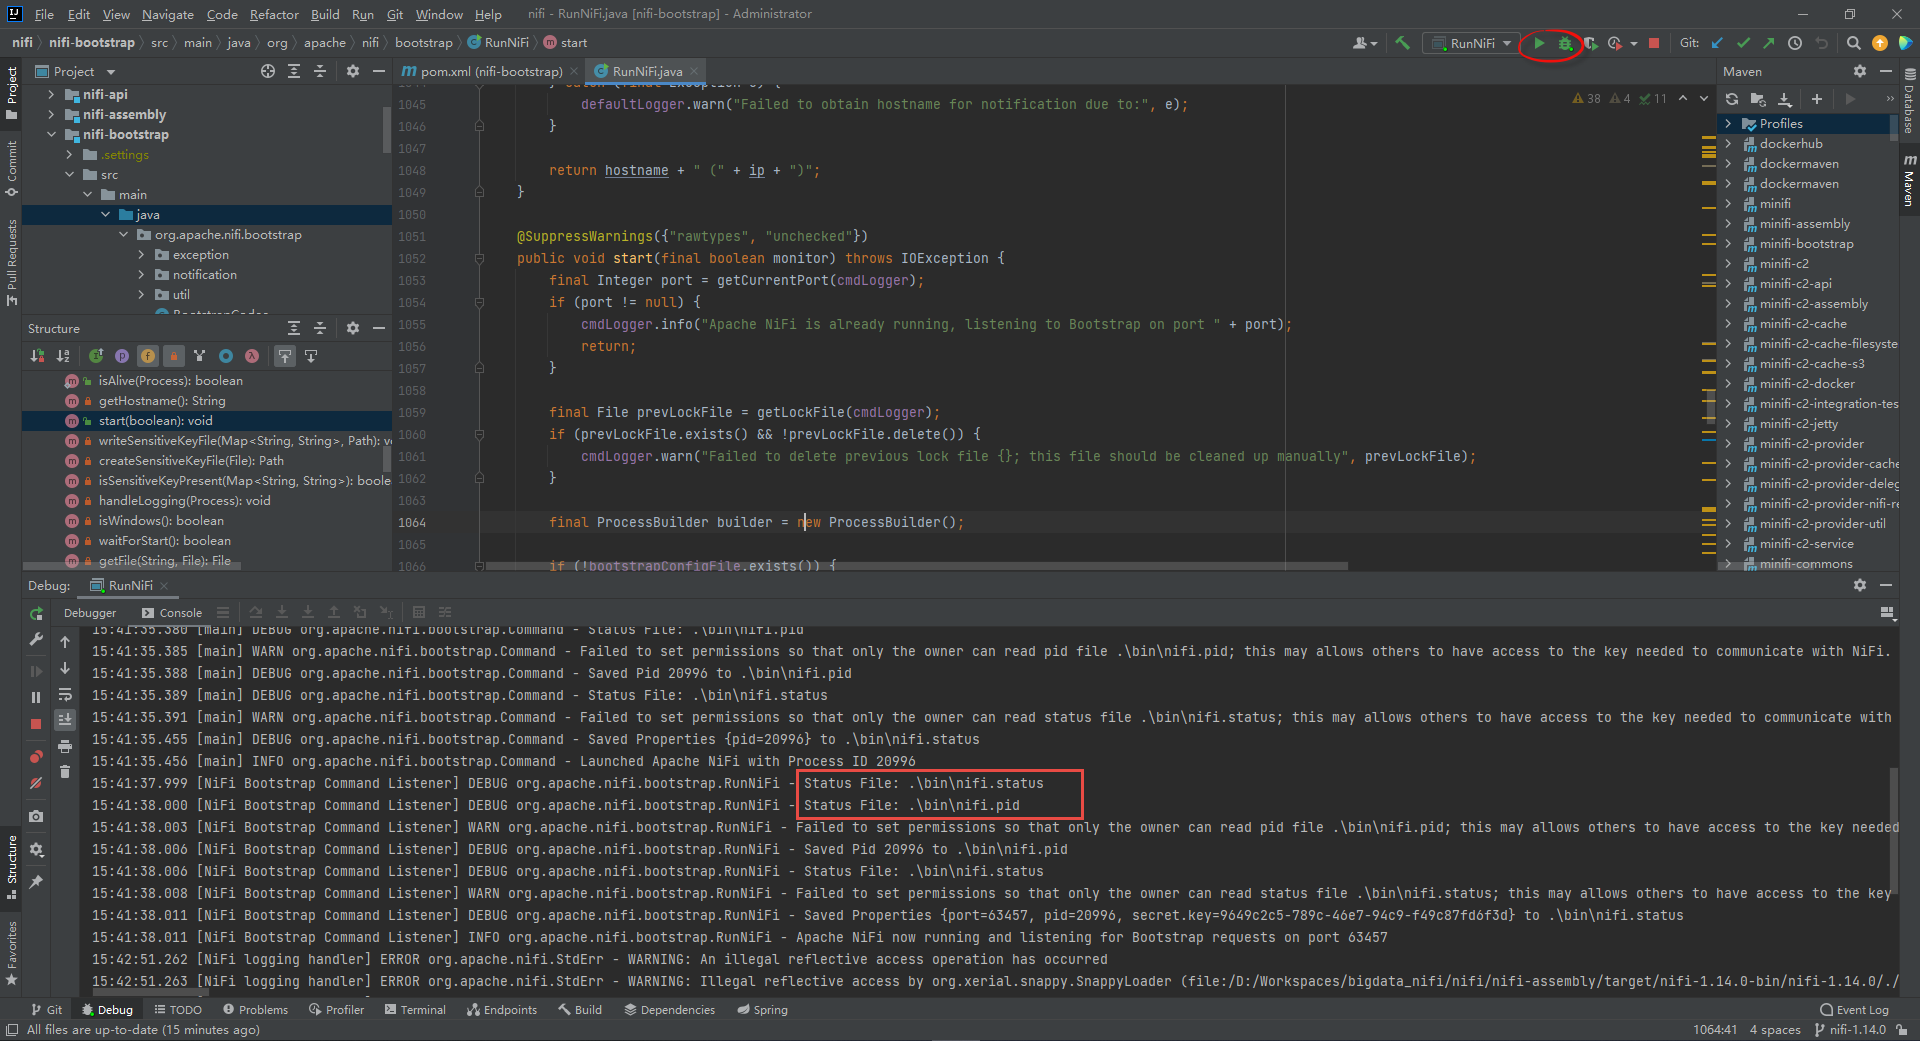 File Edit View Navigate Code Refactor Build Run Git Window Help nifi - RunNiFi.java [nifi-bootstrap] - Administrator
nifi nifi-bootstrap src main java org apache nifi bootstrap RunNiFi start RunNiFi Git:
Project
pom.xml (nifi-bootstrap)
RunNiFi.java
Maven
Project
Commit
Pull Requests
nifi-api
nifi-assembly
nifi-bootstrap
.settings
src
main
java
org.apache.nifi.bootstrap
exception
notification
util
BootstrapCodec
Structure
isAlive(Process): boolean
getHostname(): String
start(boolean): void
writeSensitiveKeyFile(Map<String, String>, Path): v
createSensitiveKeyFile(File): Path
isSensitiveKeyPresent(Map<String, String>): boole
handleLogging(Process): void
isWindows(): boolean
waitForStart(): boolean
getFile(String, File): File
38 4 11
1045 defaultLogger.warn("Failed to obtain hostname for notification due to:", e);
1046 }
1047
1048 return hostname + " (" + ip + ")";
1049 }
1050
1051 @SuppressWarnings({"rawtypes", "unchecked"})
1052 public void start(final boolean monitor) throws IOException {
1053 final Integer port = getCurrentPort(cmdLogger);
1054 if (port != null) {
1055 cmdLogger.info("Apache NiFi is already running, listening to Bootstrap on port " + port);
1056 return;
1057 }
1058
1059 final File prevLockFile = getLockFile(cmdLogger);
1060 if (prevLockFile.exists() && !prevLockFile.delete()) {
1061 cmdLogger.warn("Failed to delete previous lock file {}; this file should be cleaned up manually", prevLockFile);
1062 }
1063
1064 final ProcessBuilder builder = new ProcessBuilder();
1065
1066 if (!bootstrapConfigFile.exists()) {
Profiles
dockerhub
dockermaven
dockermaven
minifi
minifi-assembly
minifi-bootstrap
minifi-c2
minifi-c2-api
minifi-c2-assembly
minifi-c2-cache
minifi-c2-cache-filesyste
minifi-c2-cache-s3
minifi-c2-docker
minifi-c2-integration-tes
minifi-c2-jetty
minifi-c2-provider
minifi-c2-provider-cache
minifi-c2-provider-deleg
minifi-c2-provider-nifi-re
minifi-c2-provider-util
minifi-c2-service
minifi-commons
Database
Maven
Debug: RunNiFi
Debugger Console
15:41:35.380 [main] DEBUG org.apache.nifi.bootstrap.Command - Status File: .\bin\nifi.pid
15:41:35.385 [main] WARN org.apache.nifi.bootstrap.Command - Failed to set permissions so that only the owner can read pid file .\bin\nifi.pid; this may allows others to have access to the key needed to communicate with NiFi.
15:41:35.388 [main] DEBUG org.apache.nifi.bootstrap.Command - Saved Pid 20996 to .\bin\nifi.pid
15:41:35.389 [main] DEBUG org.apache.nifi.bootstrap.Command - Status File: .\bin\nifi.status
15:41:35.391 [main] WARN org.apache.nifi.bootstrap.Command - Failed to set permissions so that only the owner can read status file .\bin\nifi.status; this may allows others to have access to the key needed to communicate with
15:41:35.455 [main] DEBUG org.apache.nifi.bootstrap.Command - Saved Properties {pid=20996} to .\bin\nifi.status
15:41:35.456 [main] INFO org.apache.nifi.bootstrap.Command - Launched Apache NiFi with Process ID 20996
15:41:37.999 [NiFi Bootstrap Command Listener] DEBUG org.apache.nifi.bootstrap.RunNiFi - Status File: .\bin\nifi.status
15:41:38.000 [NiFi Bootstrap Command Listener] DEBUG org.apache.nifi.bootstrap.RunNiFi - Status File: .\bin\nifi.pid
15:41:38.003 [NiFi Bootstrap Command Listener] WARN org.apache.nifi.bootstrap.RunNiFi - Failed to set permissions so that only the owner can read pid file .\bin\nifi.pid; this may allows others to have access to the key needed
15:41:38.006 [NiFi Bootstrap Command Listener] DEBUG org.apache.nifi.bootstrap.RunNiFi - Saved Pid 20996 to .\bin\nifi.pid
15:41:38.006 [NiFi Bootstrap Command Listener] DEBUG org.apache.nifi.bootstrap.RunNiFi - Status File: .\bin\nifi.status
15:41:38.008 [NiFi Bootstrap Command Listener] WARN org.apache.nifi.bootstrap.RunNiFi - Failed to set permissions so that only the owner can read status file .\bin\nifi.status; this may allows others to have access to the key
15:41:38.011 [NiFi Bootstrap Command Listener] DEBUG org.apache.nifi.bootstrap.RunNiFi - Saved Properties {port=63457, pid=20996, secret.key=9649c2c5-789c-46e7-94c9-f49c87fd6f3d} to .\bin\nifi.status
15:41:38.011 [NiFi Bootstrap Command Listener] INFO org.apache.nifi.bootstrap.RunNiFi - Apache NiFi now running and listening for Bootstrap requests on port 63457
15:42:51.262 [NiFi logging handler] ERROR org.apache.nifi.StdErr - WARNING: An illegal reflective access operation has occurred
15:42:51.263 [NiFi logging handler] ERROR org.apache.nifi.StdErr - WARNING: Illegal reflective access by org.xerial.snappy.SnappyLoader (file:/D:/Workspaces/bigdata_nifi/nifi/nifi-assembly/target/nifi-1.14.0-bin/nifi-1.14.0/./
Structure
Favorites
Git Debug TODO Problems Profiler Terminal Endpoints Build Dependencies Spring Event Log
All files are up-to-date (15 minutes ago) 1064:41 4 spaces nifi-1.14.0